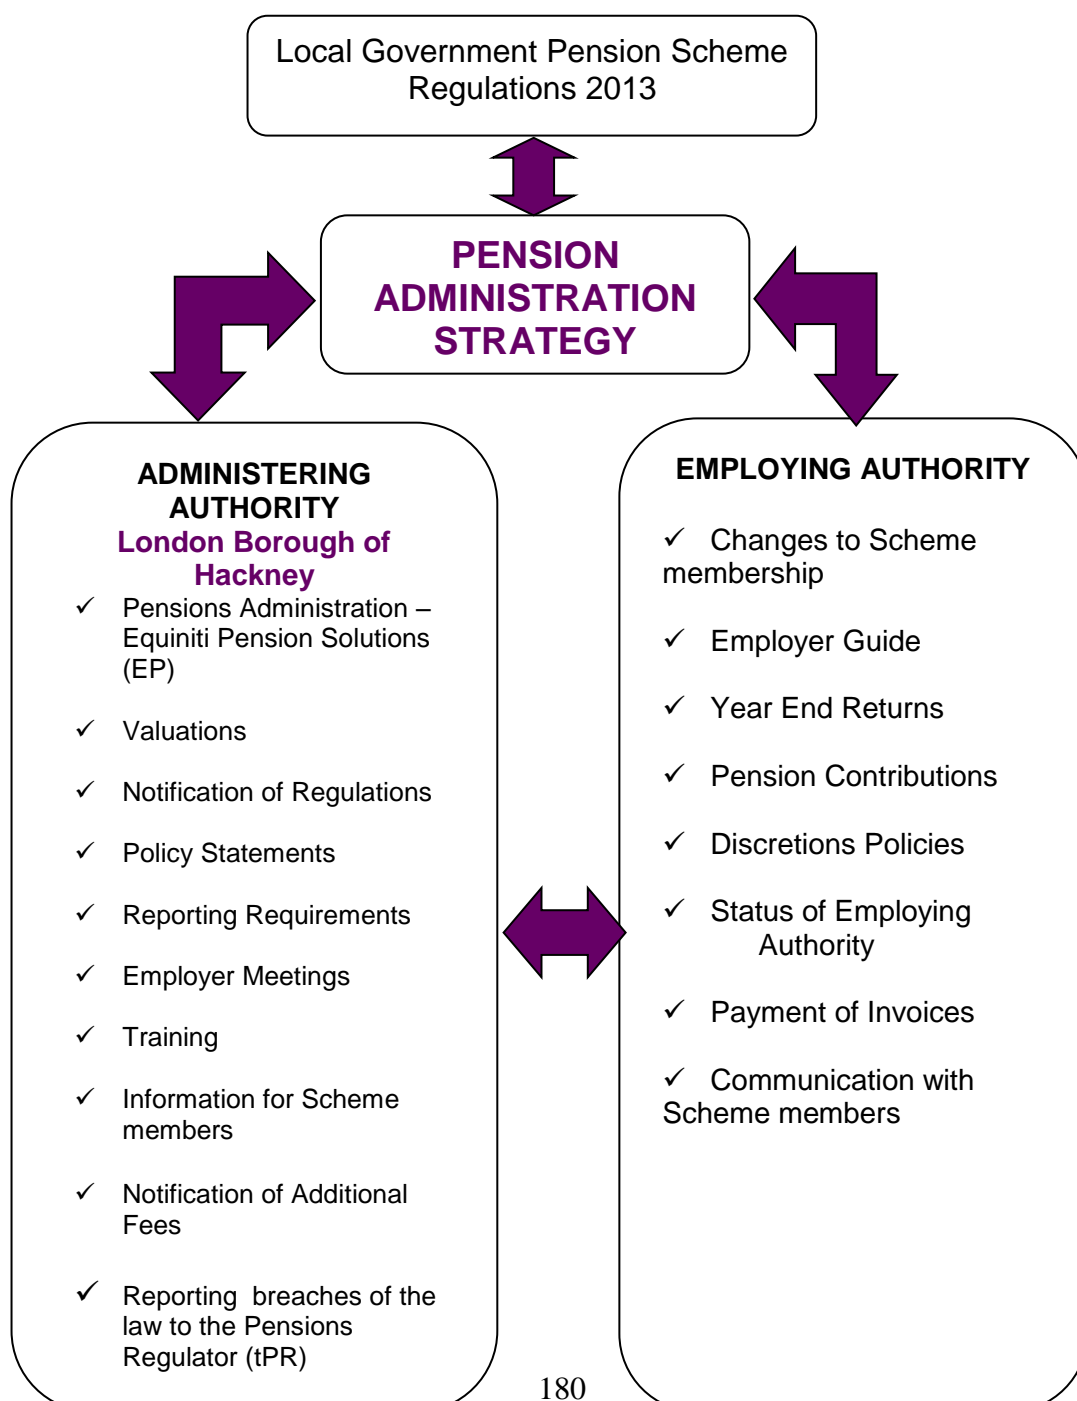 Local Government Pension Scheme
Regulations 2013
PENSION
ADMINISTRATION
STRATEGY
ADMINISTERING
AUTHORITY
London Borough of
Hackney
✓ Pensions Administration –
Equiniti Pension Solutions
(EP)
✓ Valuations
✓ Notification of Regulations
✓ Policy Statements
✓ Reporting Requirements
✓ Employer Meetings
✓ Training
✓ Information for Scheme
members
✓ Notification of Additional
Fees
✓ Reporting breaches of the
law to the Pensions
Regulator (tPR)
EMPLOYING AUTHORITY
✓ Changes to Scheme
membership
✓ Employer Guide
✓ Year End Returns
✓ Pension Contributions
✓ Discretions Policies
✓ Status of Employing
Authority
✓ Payment of Invoices
✓ Communication with
Scheme members
180